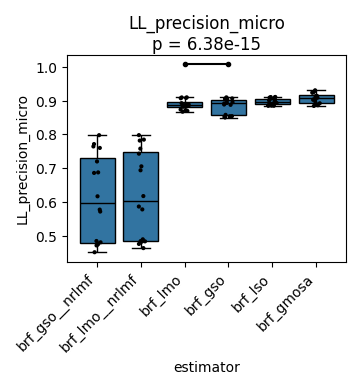 LL_precision_micro
p = 6.38e-15
LL_precision_micro
1.0
0.9
0.8
0.7
0.6
0.5
brf_gso__nrlmf
brf_lmo__nrlmf
brf_lmo
brf_gso
brf_lso
brf_gmosa
estimator